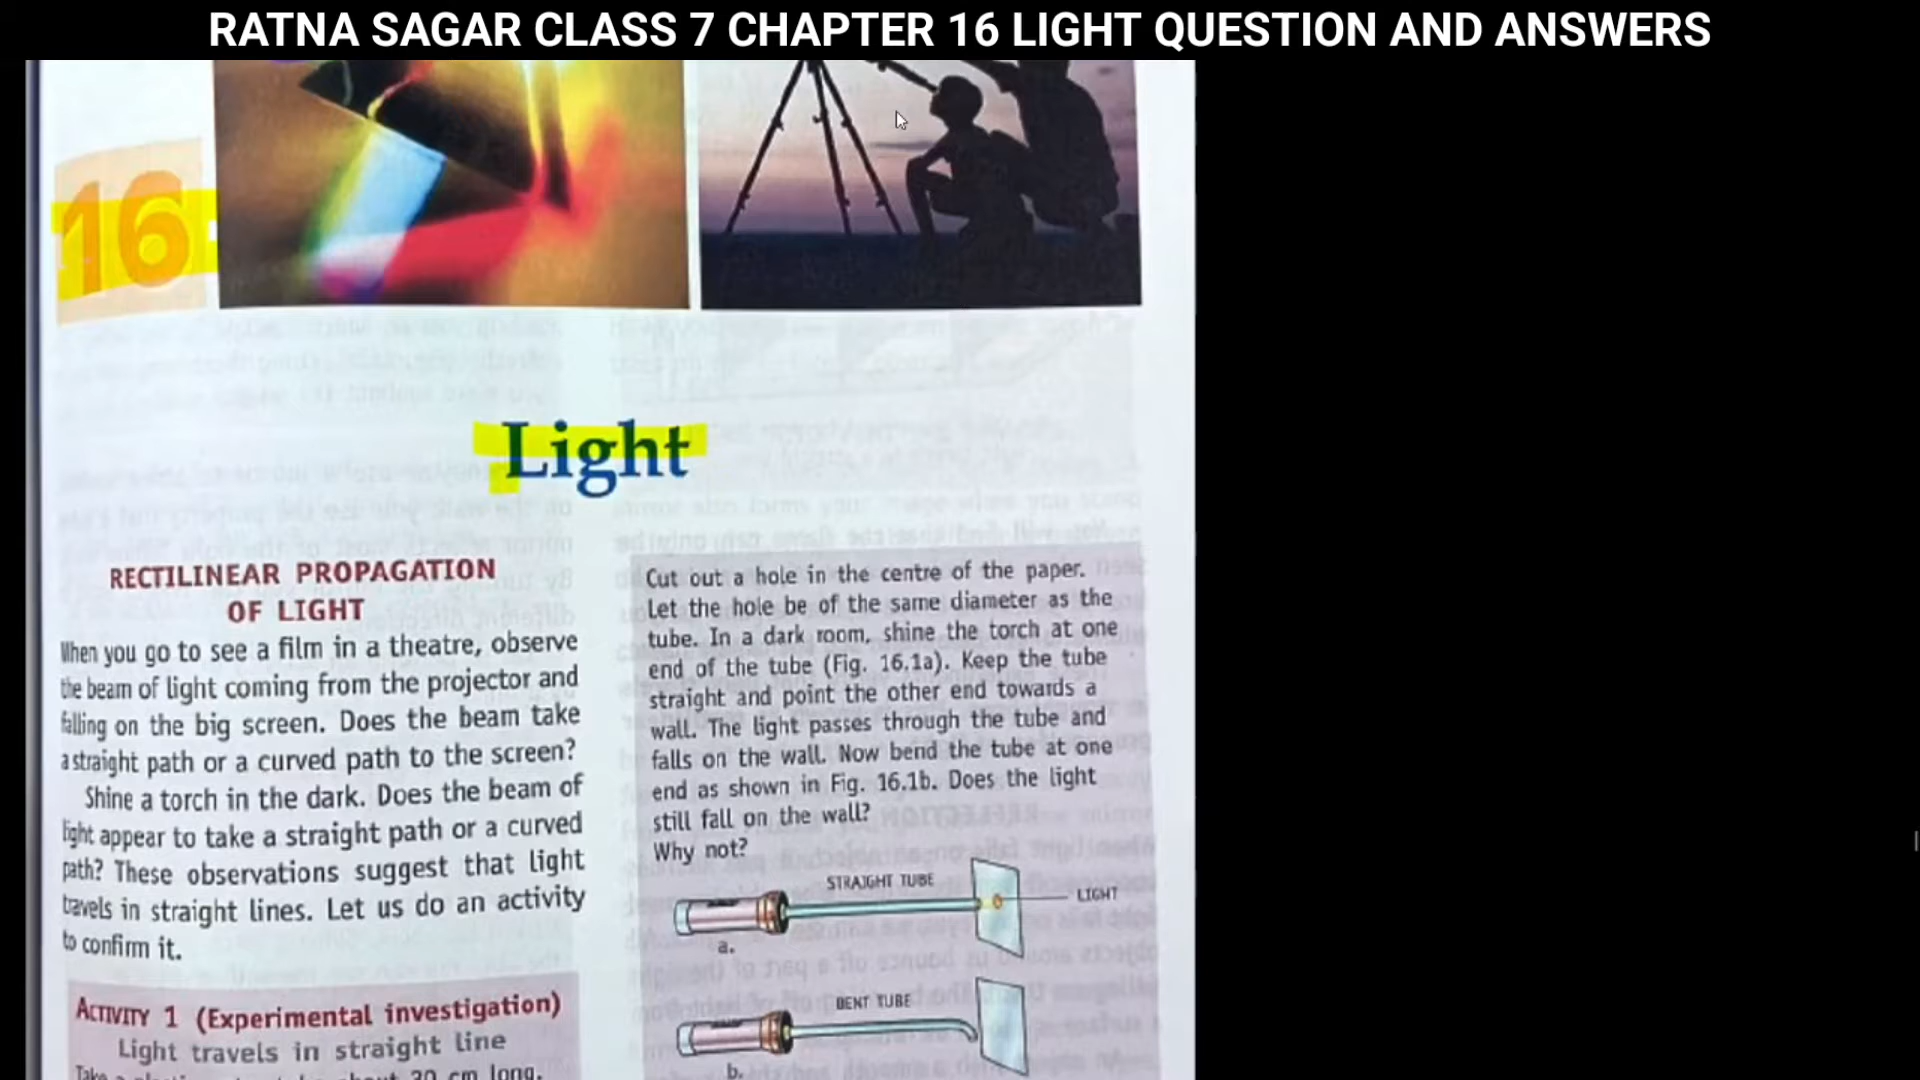 RATNA SAGAR CLASS 7 CHAPTER 16 LIGHT QUESTION AND ANSWERS
16
Light
RECTILINEAR PROPAGATION
OF LIGHT
When you go to see a film in a theatre, observe
the beam of light coming from the projector and
falling on the big screen. Does the beam take
a straight path or a curved path to the screen?
Shine a torch in the dark. Does the beam of
light appear to take a straight path or a curved
path? These observations suggest that light
travels in straight lines. Let us do an activity
to confirm it.
ACTIVITY 1 (Experimental investigation)
Light travels in straight line
Take a about 30 cm long.
Cut out a hole in the centre of the paper.
Let the hole be of the same diameter as the
tube. In a dark room, shine the torch at one
end of the tube (Fig. 16.1a). Keep the tube
straight and point the other end towards a
wall. The light passes through the tube and
falls on the wall. Now bend the tube at one
end as shown in Fig. 16.1b. Does the light
still fall on the wall?
Why not?
STRAIGHT TUBE
LIGHT
a.
BENT TUBE
b.